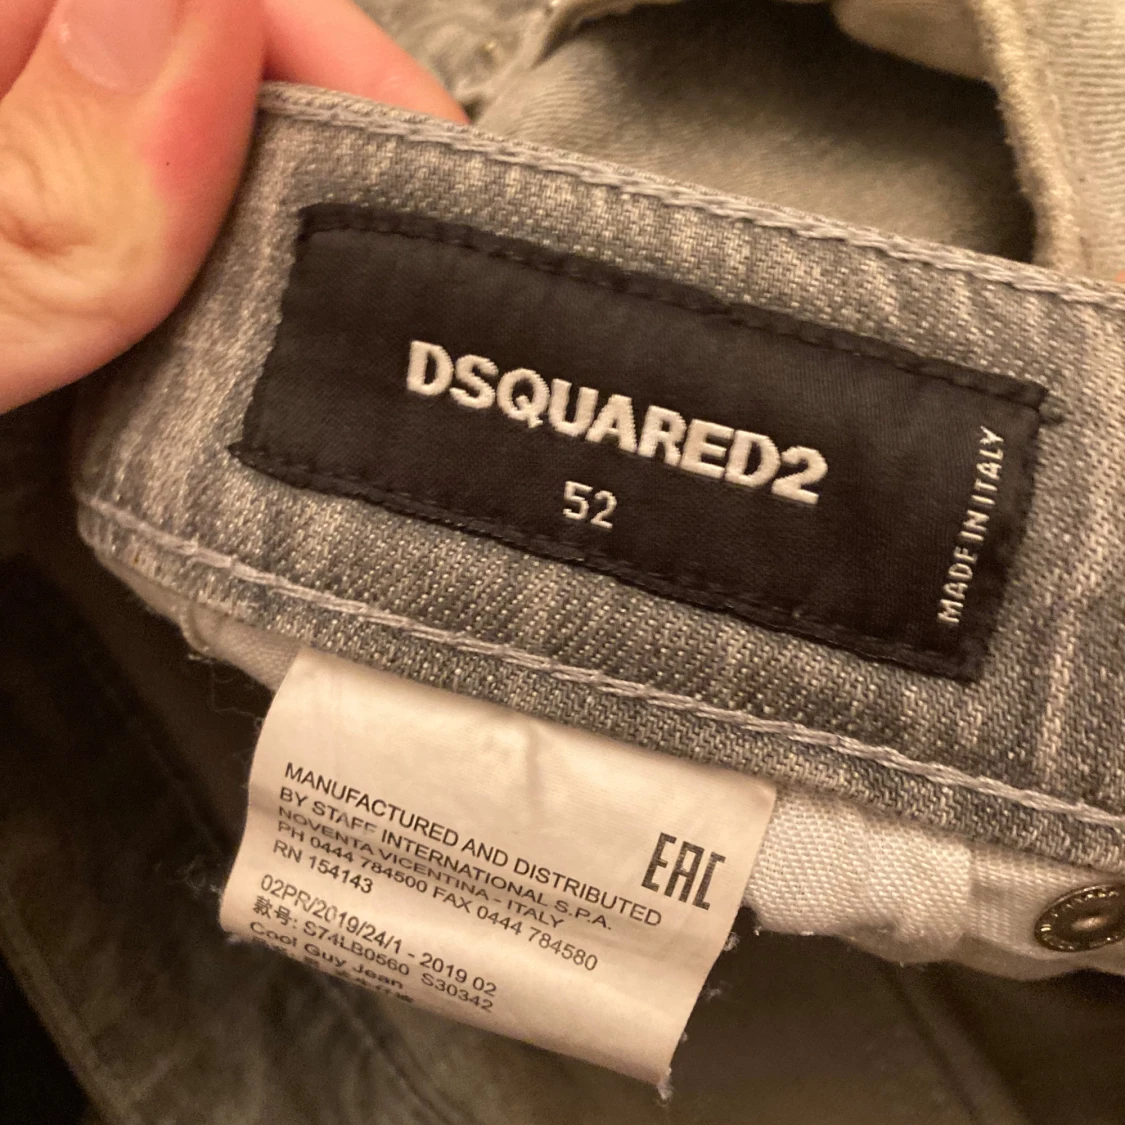 DSQUARED2
52
MADE IN ITALY
MANUFACTURED AND DISTRIBUTED
BY STAFF INTERNATIONAL S.P.A.
NOVENTA VICENTINA - ITALY
PH 0444 784500 FAX 0444 784580
RN 154143
EAC
02PR/2019/24/1 - 2019 02
款号: S74LB0560 S30342
Cool Guy Jean